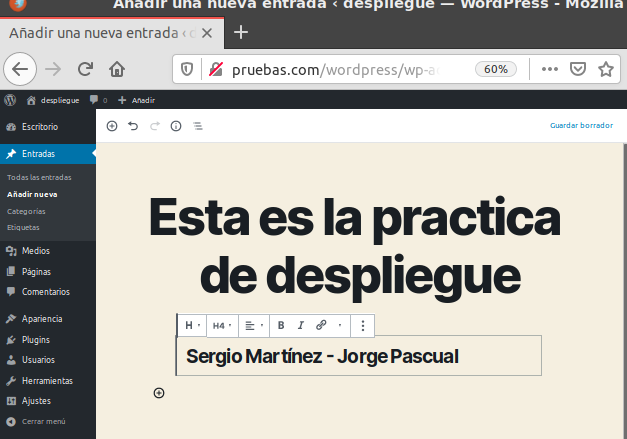 Añadir una nueva entrada ‹ despliegue — WordPress - Mozilla
Añadir una nueva entrada ‹
pruebas.com/wordpress/wp-a
60%
despliegue 0 Añadir
Escritorio
Entradas
Todas las entradas
Añadir nueva
Categorías
Etiquetas
Medios
Páginas
Comentarios
Apariencia
Plugins
Usuarios
Herramientas
Ajustes
Cerrar menú
Guardar borrador
Esta es la practica
de despliegue
H H4 B I
Sergio Martínez - Jorge Pascual